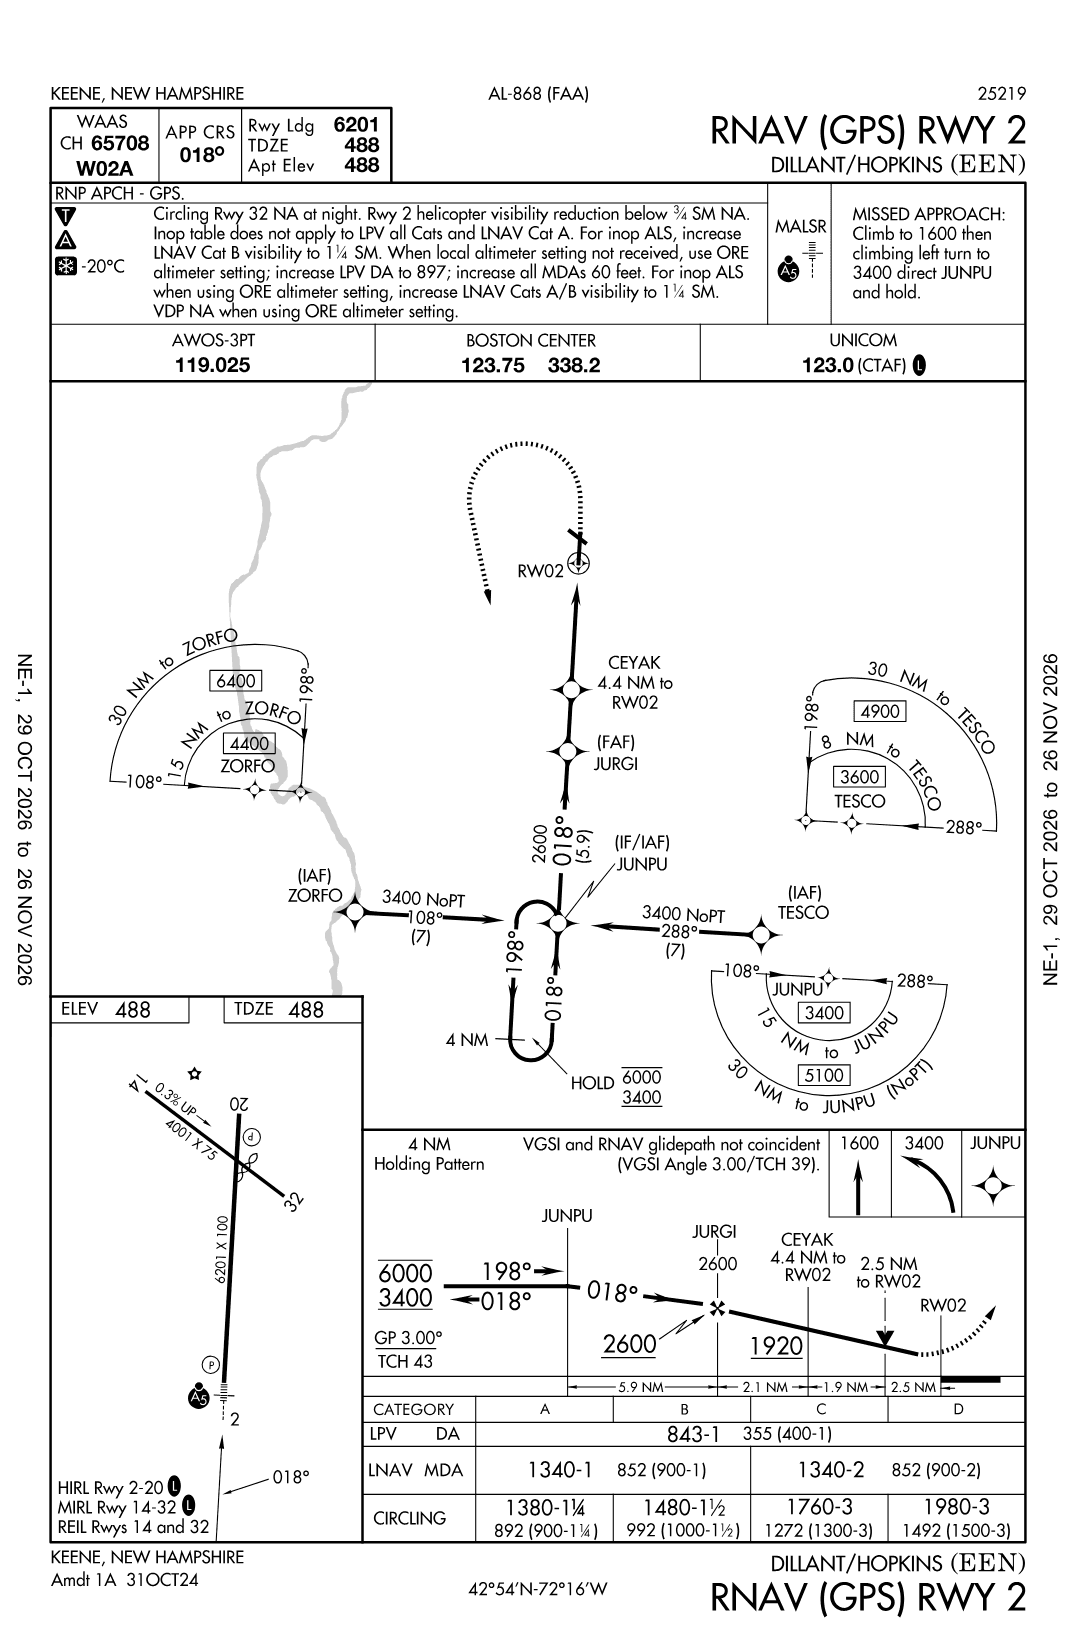 KEENE, NEW HAMPSHIRE
AL-868 (FAA)
25219
WAAS
CH 65708
W02A
APP CRS
018°
Rwy Ldg 6201
TDZE 488
Apt Elev 488
RNAV (GPS) RWY 2
DILLANT/HOPKINS (EEN)
RNP APCH - GPS.
T
A
-20°C
Circling Rwy 32 NA at night. Rwy 2 helicopter visibility reduction below ¾ SM NA.
Inop table does not apply to LPV all Cats and LNAV Cat A. For inop ALS, increase
LNAV Cat B visibility to 1¼ SM. When local altimeter setting not received, use ORE
altimeter setting; increase LPV DA to 897; increase all MDAs 60 feet. For inop ALS
when using ORE altimeter setting, increase LNAV Cats A/B visibility to 1¼ SM.
VDP NA when using ORE altimeter setting.
MALSR
A5
MISSED APPROACH:
Climb to 1600 then
climbing left turn to
3400 direct JUNPU
and hold.
AWOS-3PT
119.025
BOSTON CENTER
123.75 338.2
UNICOM
123.0 (CTAF) L
RW02
CEYAK
4.4 NM to
RW02
(FAF)
JURGI
2600
018°
(5.9)
(IF/IAF)
JUNPU
30 NM to ZORFO
6400
198°
15 NM to ZORFO
4400
ZORFO
108°
30 NM to TESCO
4900
198°
8 NM to TESCO
3600
TESCO
288°
(IAF)
ZORFO
3400 NoPT
108°
(7)
3400 NoPT
288°
(7)
(IAF)
TESCO
198°
018°
4 NM
HOLD 6000
3400
108°
JUNPU
288°
3400
15 NM to JUNPU
5100
30 NM to JUNPU (NoPT)
NE-1, 29 OCT 2026 to 26 NOV 2026
NE-1, 29 OCT 2026 to 26 NOV 2026
ELEV 488
TDZE 488
14
0.3% UP
4001 X 75
20
P
32
6201 X 100
P
A5
2
018°
HIRL Rwy 2-20 L
MIRL Rwy 14-32 L
REIL Rwys 14 and 32
4 NM
Holding Pattern
VGSI and RNAV glidepath not coincident
(VGSI Angle 3.00/TCH 39).
1600
3400
JUNPU
JUNPU
JURGI
2600
CEYAK
4.4 NM to
RW02
2.5 NM
to RW02
RW02
6000
3400
198°
018°
018°
GP 3.00°
TCH 43
2600
1920
5.9 NM
2.1 NM
1.9 NM
2.5 NM
CATEGORY A B C D
LPV DA 843-1 355 (400-1)
LNAV MDA 1340-1 852 (900-1) 1340-2 852 (900-2)
CIRCLING
1380-1¼ 1480-1½ 1760-3 1980-3
892 (900-1¼) 992 (1000-1½) 1272 (1300-3) 1492 (1500-3)
KEENE, NEW HAMPSHIRE
Amdt 1A 31OCT24
42°54'N-72°16'W
DILLANT/HOPKINS (EEN)
RNAV (GPS) RWY 2